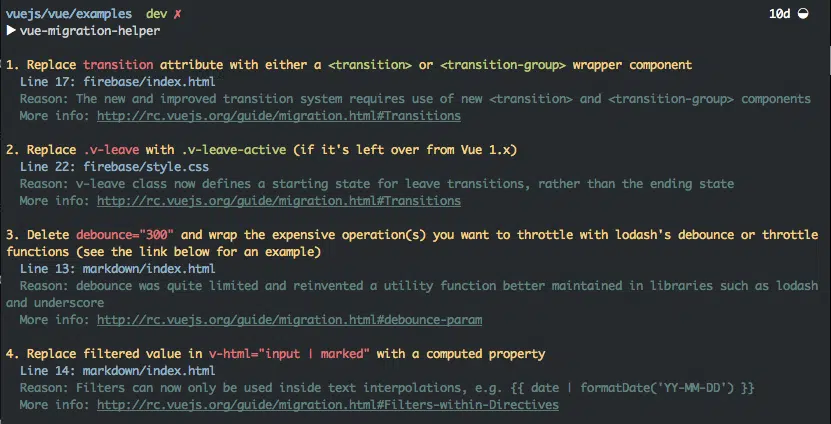 vuejs/vue/examples dev ✗ 10d
▶ vue-migration-helper
1. Replace transition attribute with either a <transition> or <transition-group> wrapper component
Line 17: firebase/index.html
Reason: The new and improved transition system requires use of new <transition> and <transition-group> components
More info: http://rc.vuejs.org/guide/migration.html#Transitions
2. Replace .v-leave with .v-leave-active (if it's left over from Vue 1.x)
Line 22: firebase/style.css
Reason: v-leave class now defines a starting state for leave transitions, rather than the ending state
More info: http://rc.vuejs.org/guide/migration.html#Transitions
3. Delete debounce="300" and wrap the expensive operation(s) you want to throttle with lodash's debounce or throttle
functions (see the link below for an example)
Line 13: markdown/index.html
Reason: debounce was quite limited and reinvented a utility function better maintained in libraries such as lodash
and underscore
More info: http://rc.vuejs.org/guide/migration.html#debounce-param
4. Replace filtered value in v-html="input | marked" with a computed property
Line 14: markdown/index.html
Reason: Filters can now only be used inside text interpolations, e.g. {{ date | formatDate('YY-MM-DD') }}
More info: http://rc.vuejs.org/guide/migration.html#Filters-within-Directives